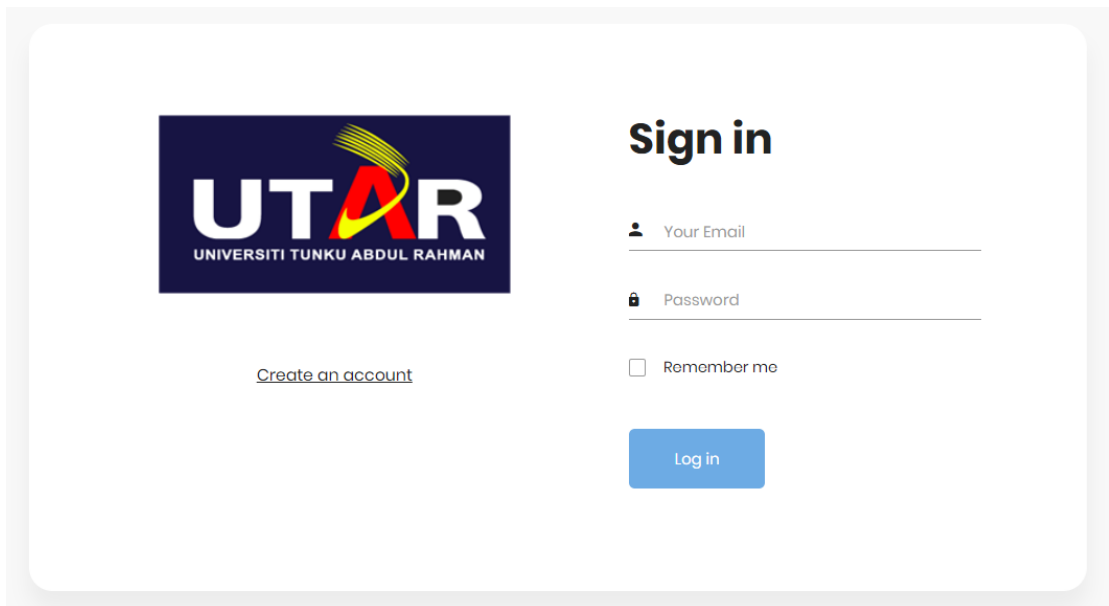 UTAR
UNIVERSITI TUNKU ABDUL RAHMAN
Create an account
Sign in
Your Email
Password
Remember me
Log in